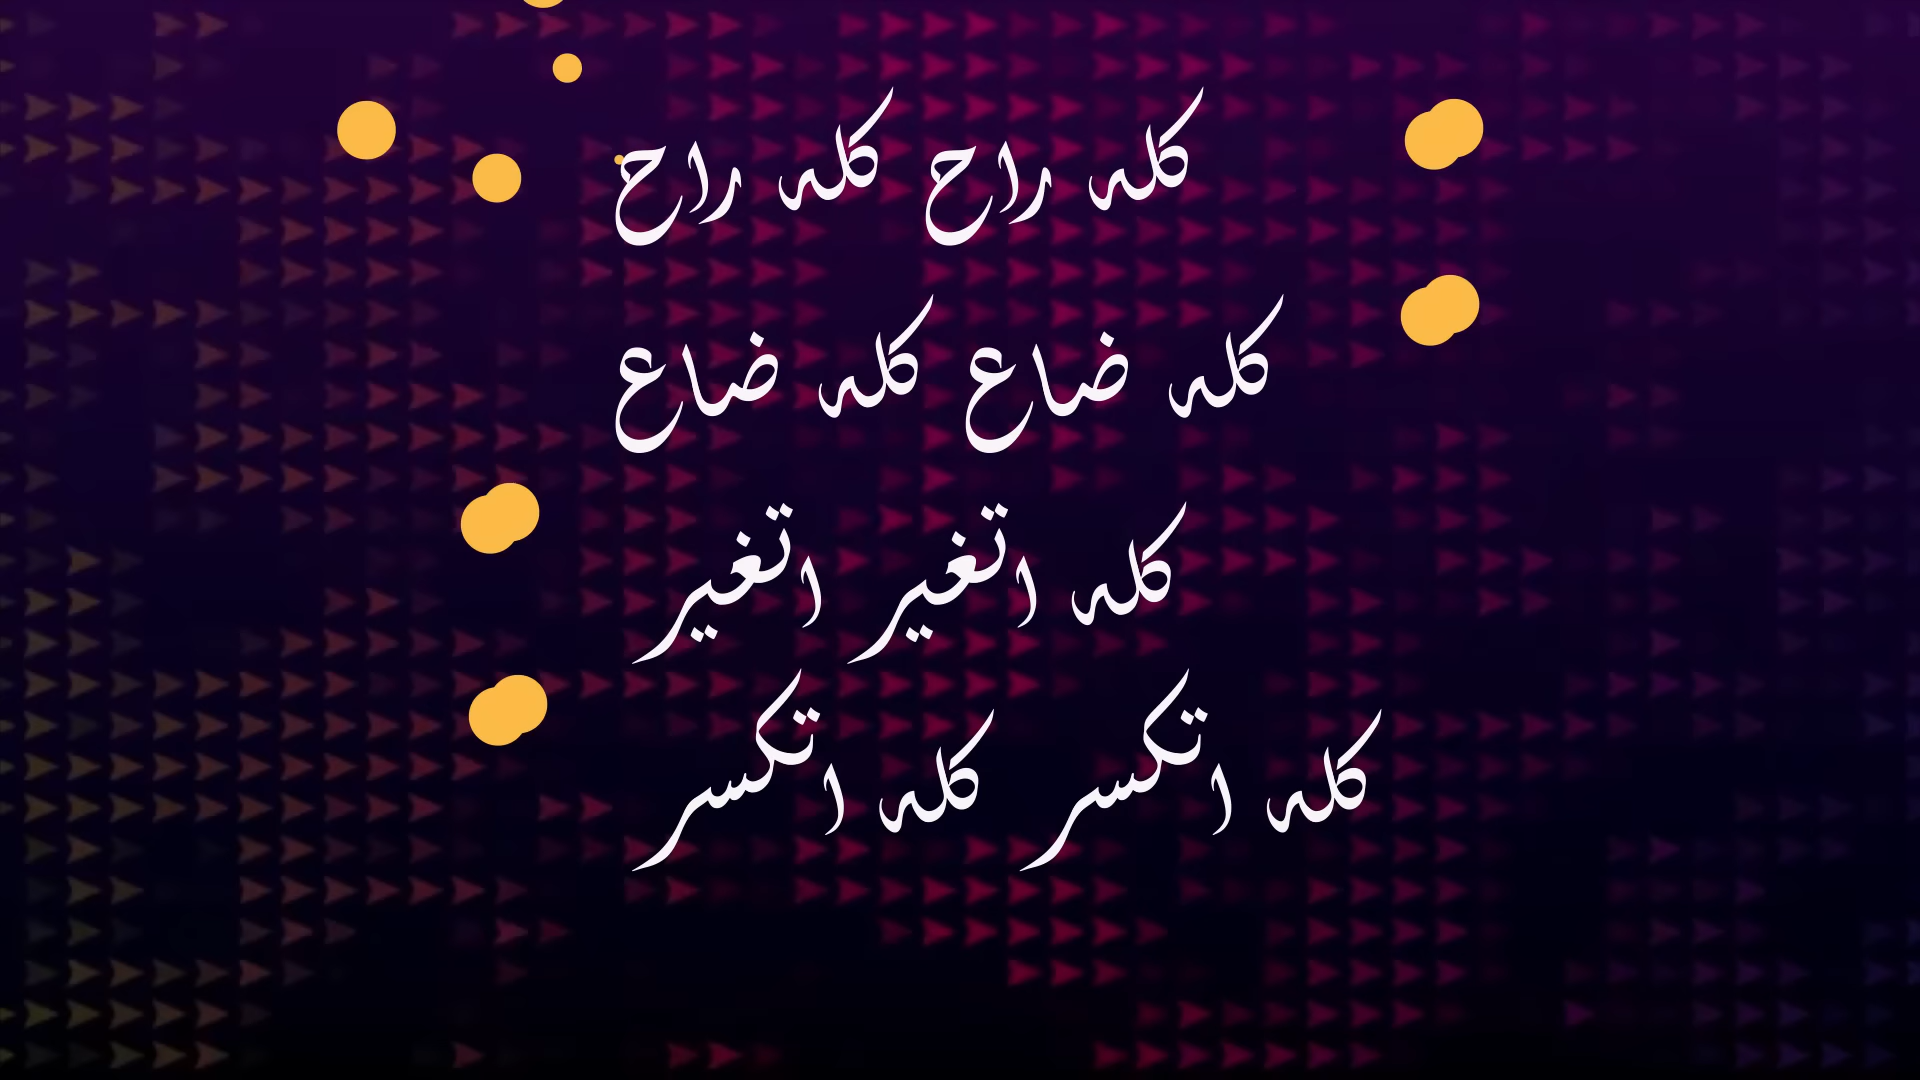 كله راح كله راح
كله ضاع كله ضاع
كله اتغير اتغير
كله اتكسر كله اتكسر